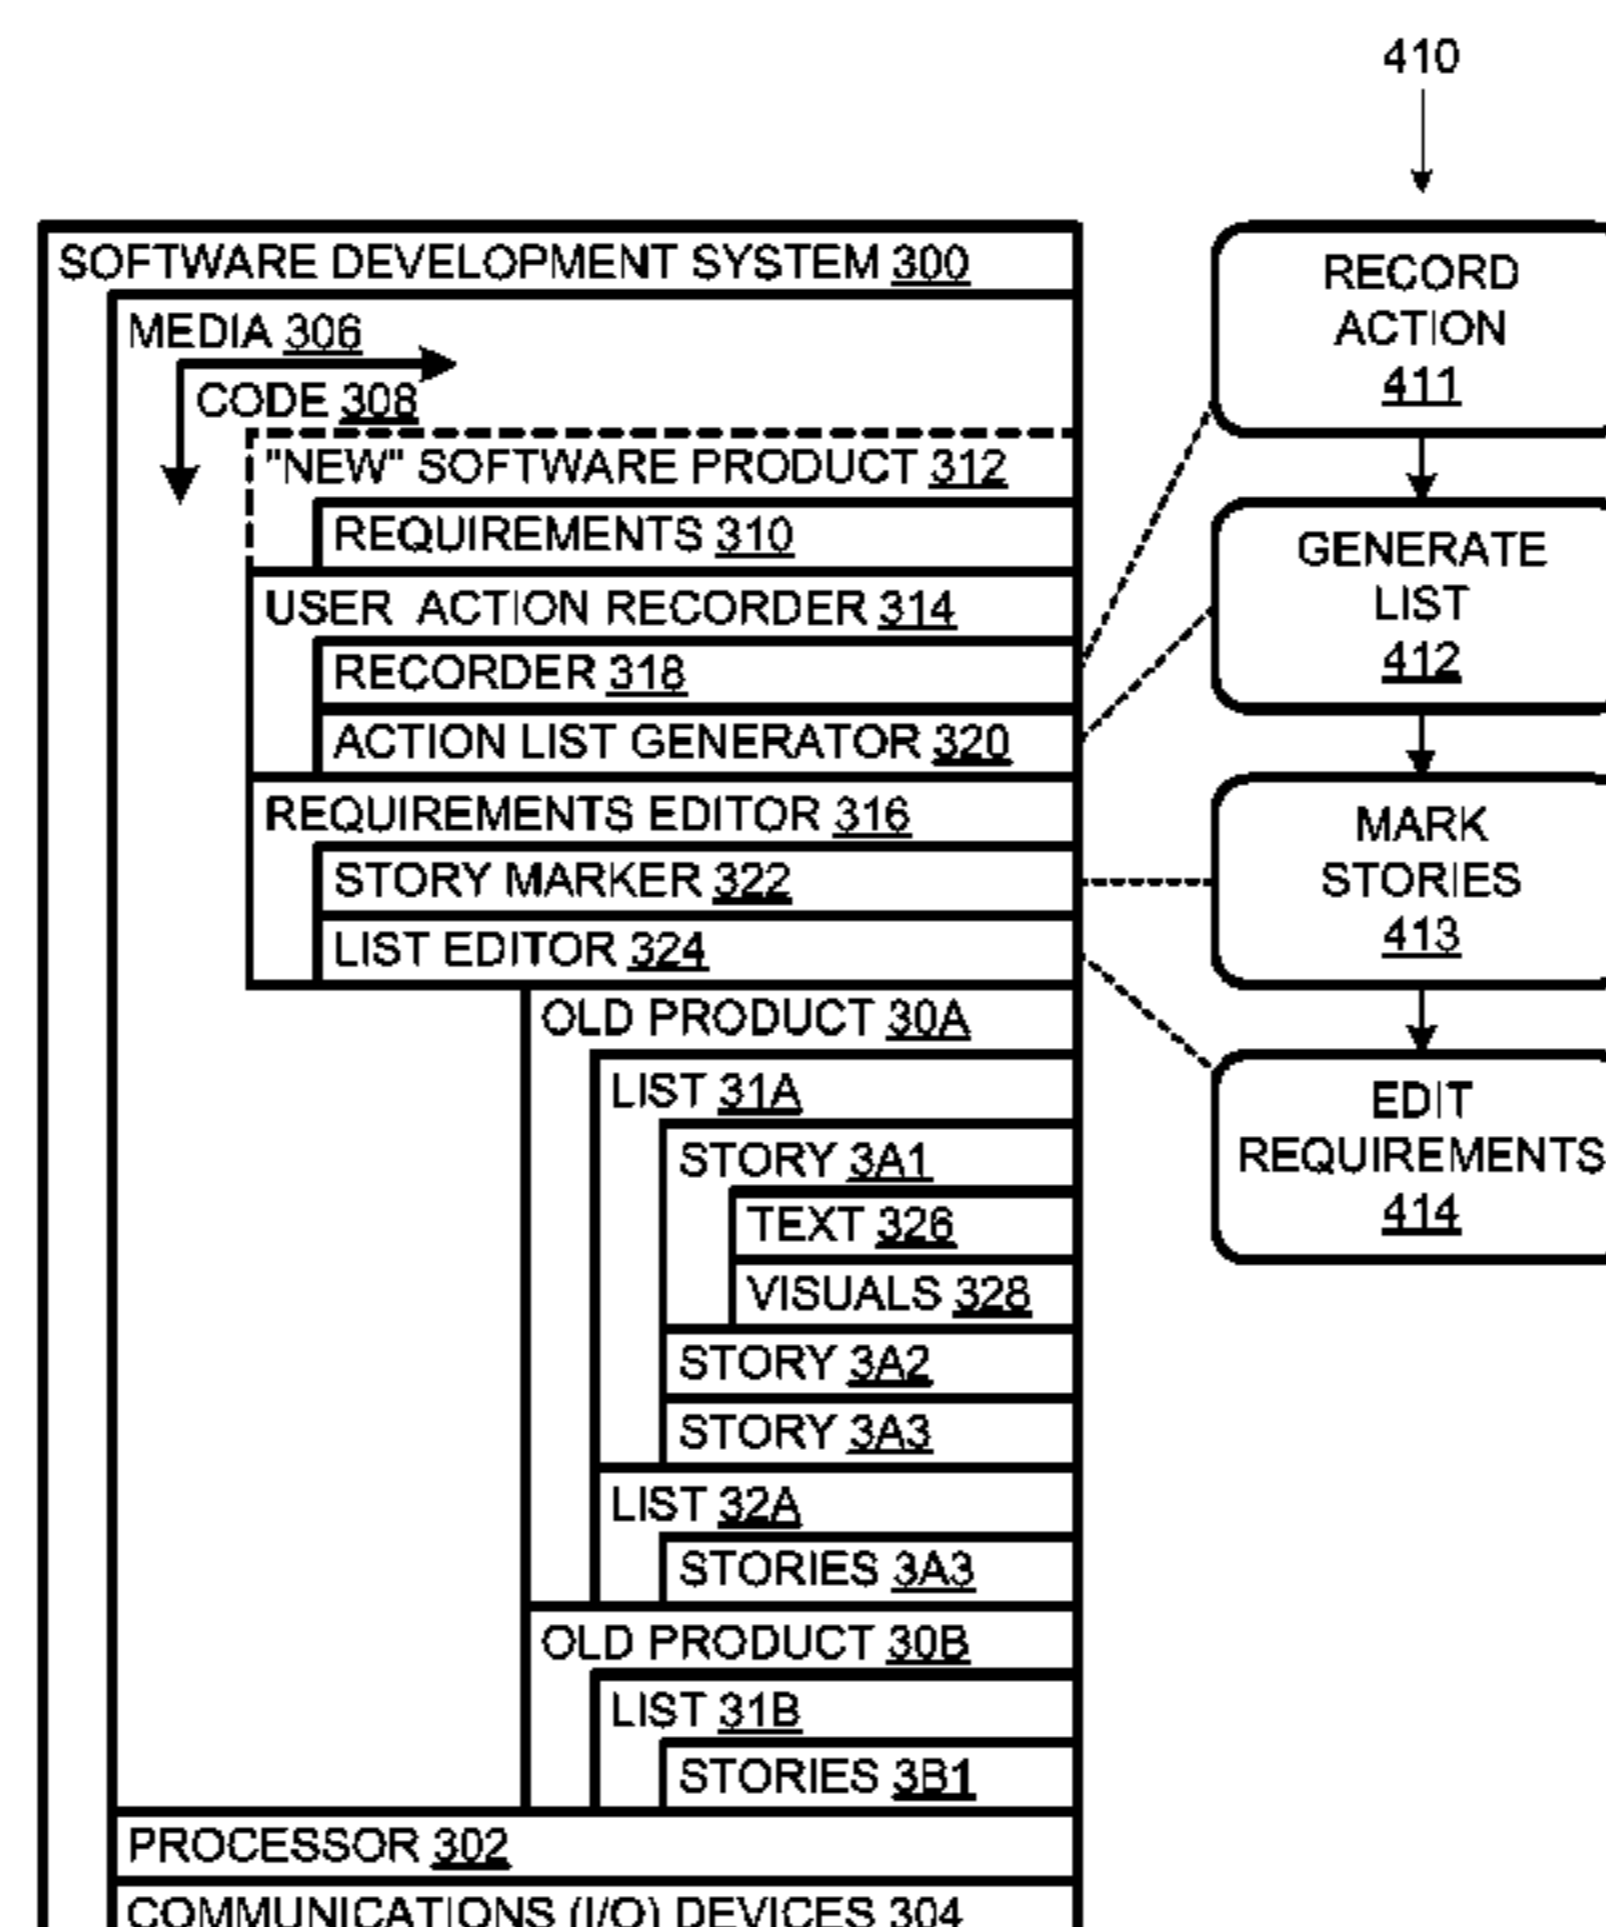 SOFTWARE DEVELOPMENT SYSTEM 300
MEDIA 306
CODE 308
"NEW" SOFTWARE PRODUCT 312
REQUIREMENTS 310
USER ACTION RECORDER 314
RECORDER 318
ACTION LIST GENERATOR 320
REQUIREMENTS EDITOR 316
STORY MARKER 322
LIST EDITOR 324
OLD PRODUCT 30A
LIST 31A
STORY 3A1
TEXT 326
VISUALS 328
STORY 3A2
STORY 3A3
LIST 32A
STORIES 3A3
OLD PRODUCT 30B
LIST 31B
STORIES 3B1
PROCESSOR 302
COMMUNICATIONS (I/O) DEVICES 304
410
RECORD
ACTION
411
GENERATE
LIST
412
MARK
STORIES
413
EDIT
REQUIREMENTS
414